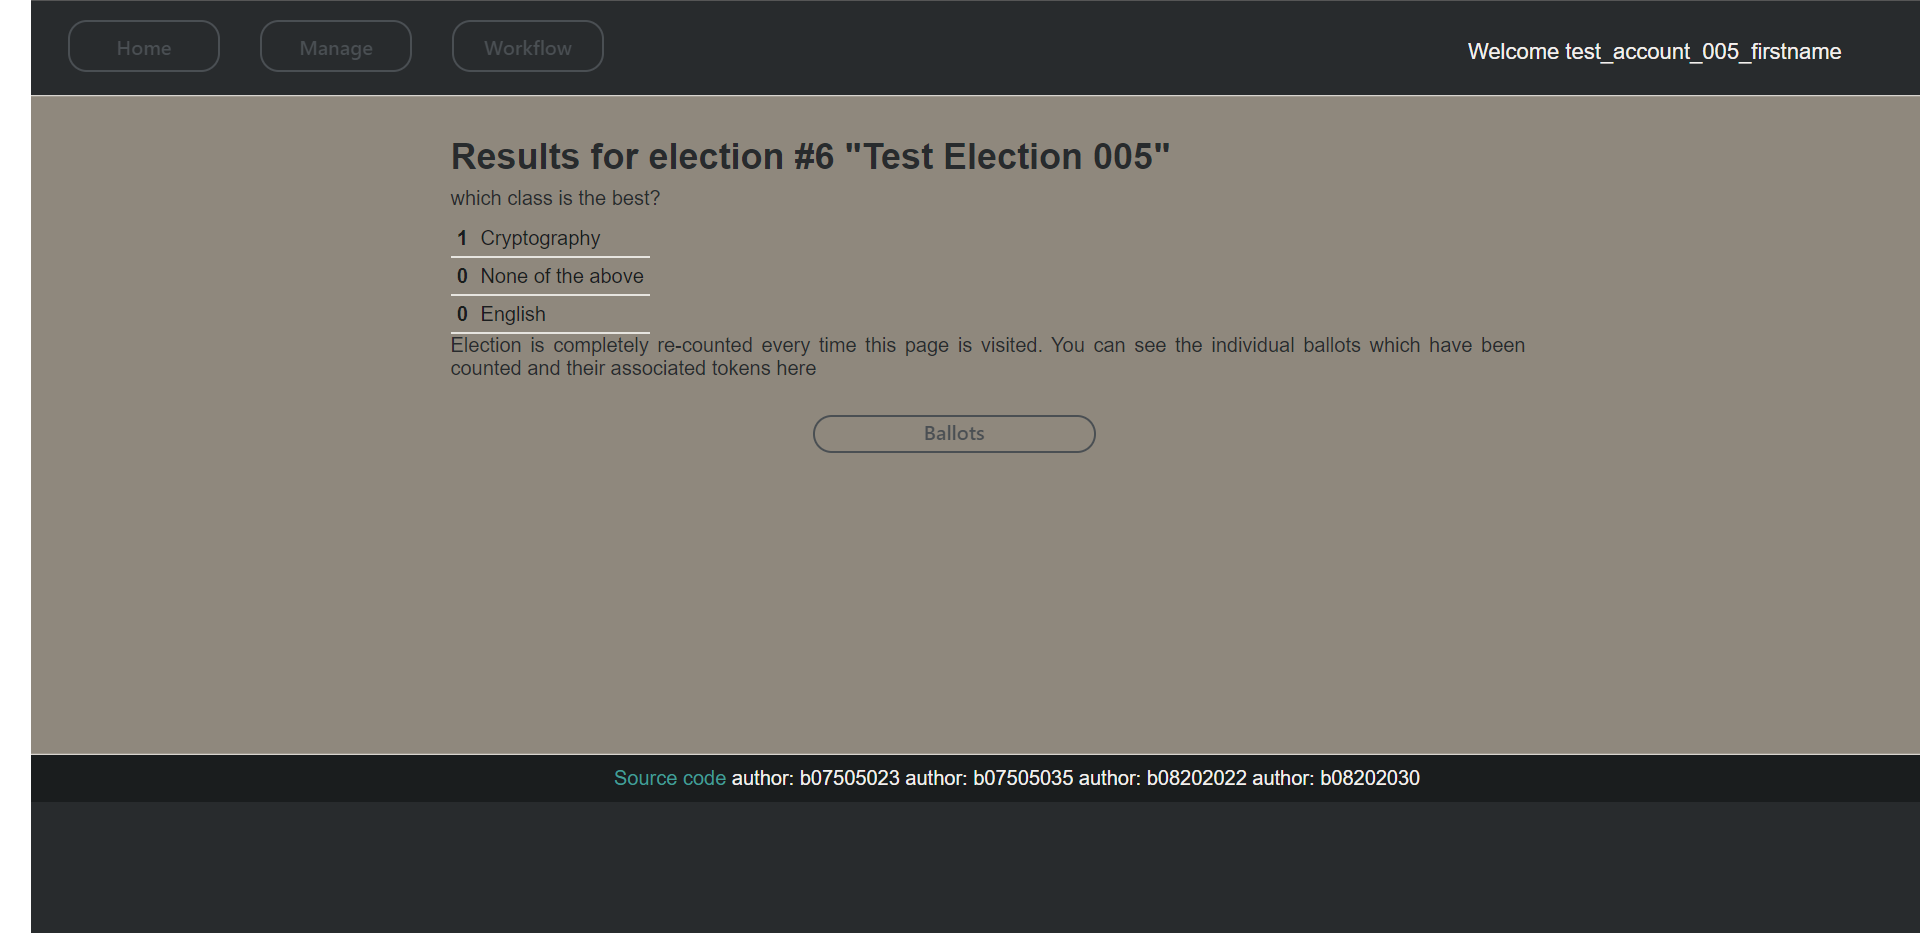 Home Manage Workflow Welcome test_account_005_firstname
Results for election #6 "Test Election 005"
which class is the best?
1 Cryptography
0 None of the above
0 English
Election is completely re-counted every time this page is visited. You can see the individual ballots which have been
counted and their associated tokens here
Ballots
Source code author: b07505023 author: b07505035 author: b08202022 author: b08202030